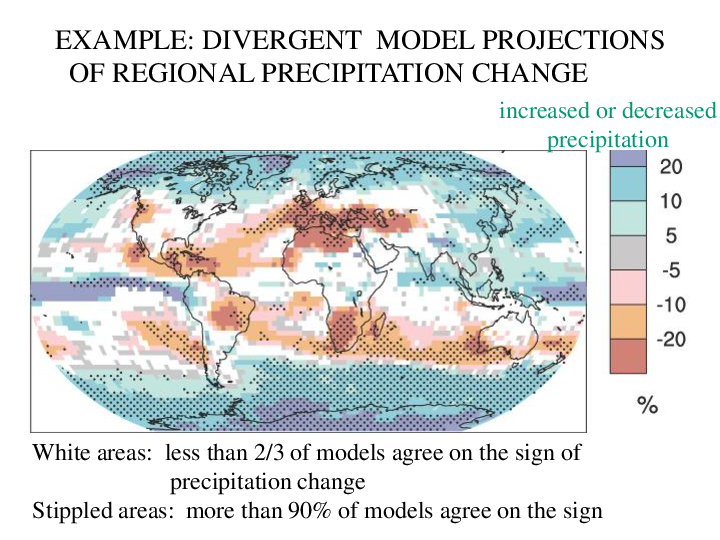 EXAMPLE: DIVERGENT MODEL PROJECTIONS
OF REGIONAL PRECIPITATION CHANGE
increased or decreased
precipitation
20
10
5
-5
-10
-20
%
White areas: less than 2/3 of models agree on the sign of
precipitation change
Stippled areas: more than 90% of models agree on the sign